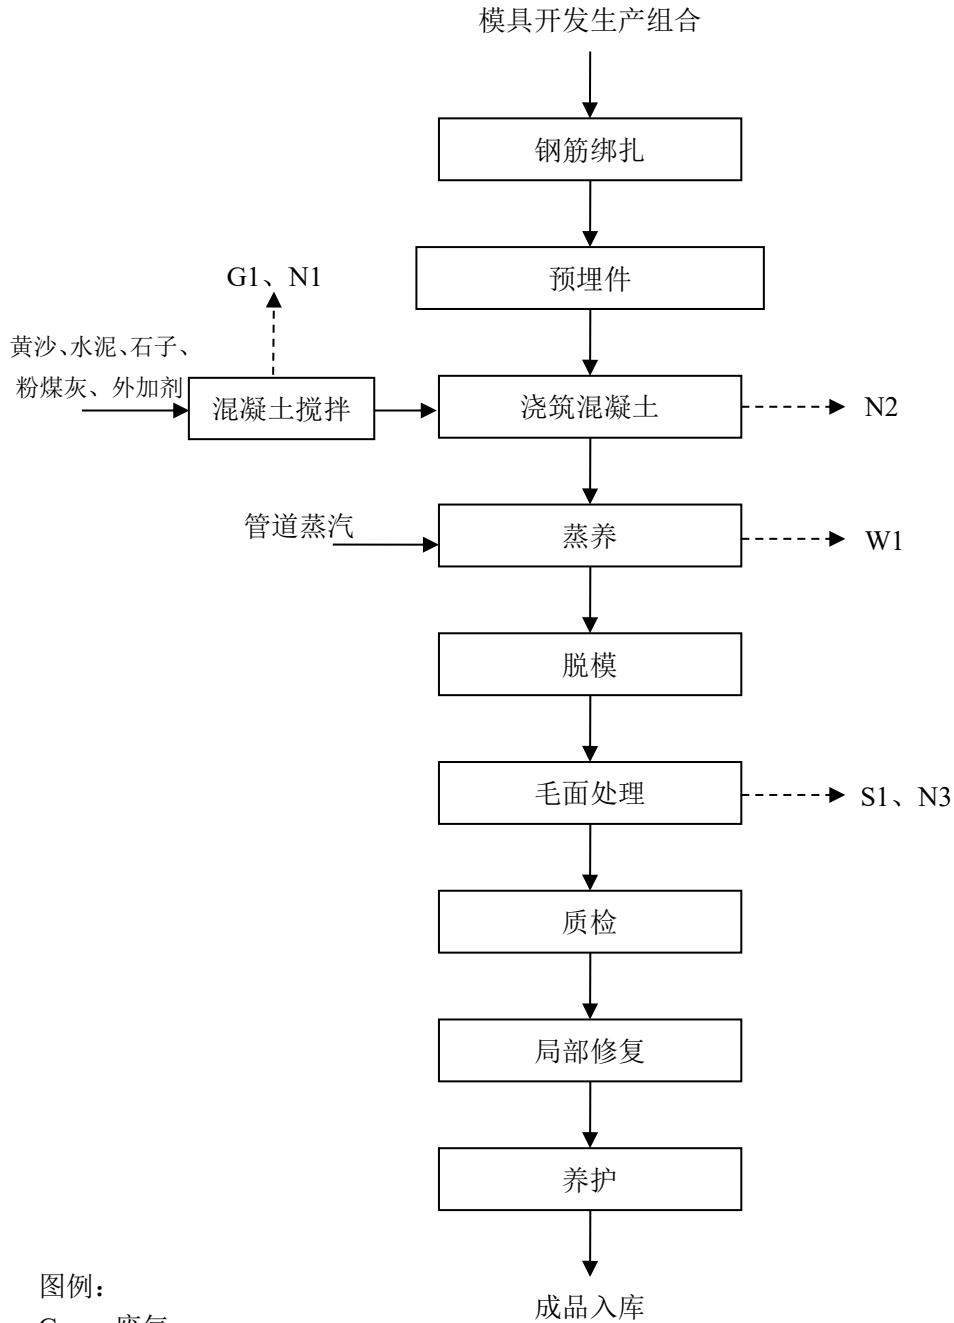 模具开发生产组合
钢筋绑扎
预埋件
G1、N1
黄沙、水泥、石子、
粉煤灰、外加剂
混凝土搅拌
浇筑混凝土
N2
管道蒸汽
蒸养
W1
脱模
毛面处理
S1、N3
质检
局部修复
养护
成品入库
图例：